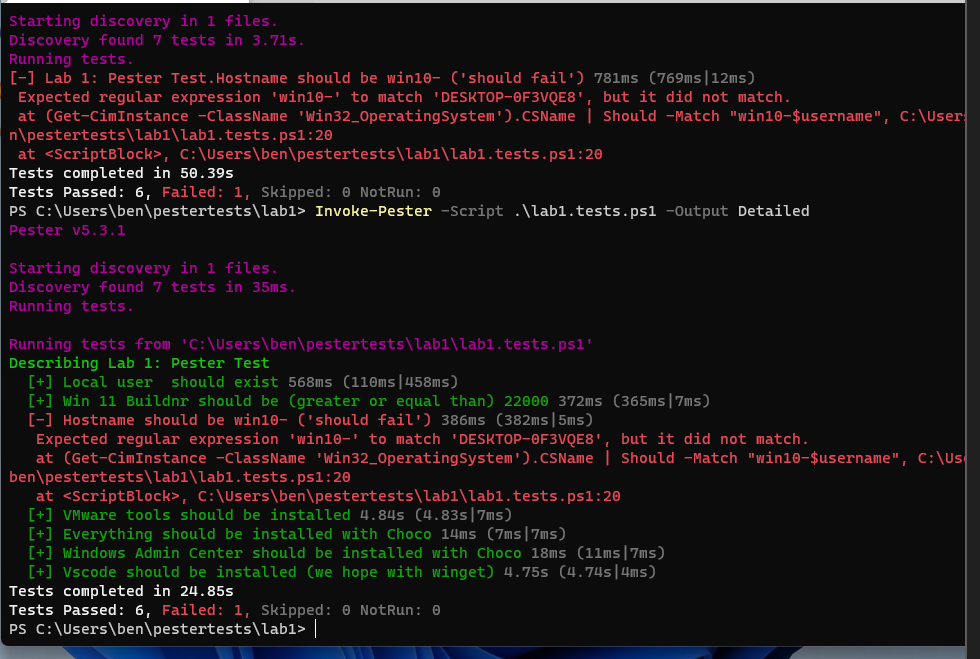 Starting discovery in 1 files.
Discovery found 7 tests in 3.71s.
Running tests.
[-] Lab 1: Pester Test.Hostname should be win10- ('should fail') 781ms (769ms|12ms)
 Expected regular expression 'win10-' to match 'DESKTOP-0F3VQE8', but it did not match.
 at (Get-CimInstance -ClassName 'Win32_OperatingSystem').CSName | Should -Match "win10-$username", C:\Users
n\pestertests\lab1\lab1.tests.ps1:20
 at <ScriptBlock>, C:\Users\ben\pestertests\lab1\lab1.tests.ps1:20
Tests completed in 50.39s
Tests Passed: 6, Failed: 1, Skipped: 0 NotRun: 0
PS C:\Users\ben\pestertests\lab1> Invoke-Pester -Script .\lab1.tests.ps1 -Output Detailed
Pester v5.3.1

Starting discovery in 1 files.
Discovery found 7 tests in 35ms.
Running tests.

Running tests from 'C:\Users\ben\pestertests\lab1\lab1.tests.ps1'
Describing Lab 1: Pester Test
  [+] Local user  should exist 568ms (110ms|458ms)
  [+] Win 11 Buildnr should be (greater or equal than) 22000 372ms (365ms|7ms)
  [-] Hostname should be win10- ('should fail') 386ms (382ms|5ms)
   Expected regular expression 'win10-' to match 'DESKTOP-0F3VQE8', but it did not match.
   at (Get-CimInstance -ClassName 'Win32_OperatingSystem').CSName | Should -Match "win10-$username", C:\Us
ben\pestertests\lab1\lab1.tests.ps1:20
   at <ScriptBlock>, C:\Users\ben\pestertests\lab1\lab1.tests.ps1:20
  [+] VMware tools should be installed 4.84s (4.83s|7ms)
  [+] Everything should be installed with Choco 14ms (7ms|7ms)
  [+] Windows Admin Center should be installed with Choco 18ms (11ms|7ms)
  [+] Vscode should be installed (we hope with winget) 4.75s (4.74s|4ms)
Tests completed in 24.85s
Tests Passed: 6, Failed: 1, Skipped: 0 NotRun: 0
PS C:\Users\ben\pestertests\lab1>